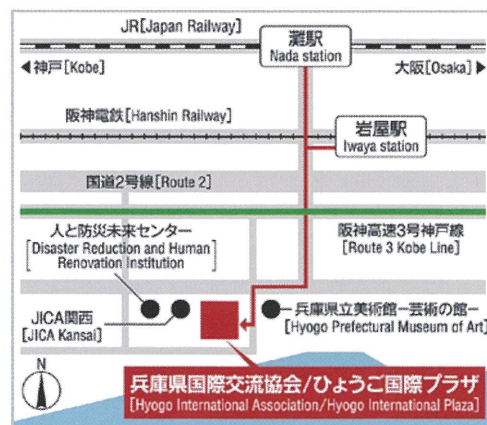 JR[Japan Railway]
灘駅
Nada station
神戸[Kobe]
大阪[Osaka]
阪神電鉄[Hanshin Railway]
岩屋駅
Iwaya station
国道2号線[Route 2]
人と防災未来センター
[Disaster Reduction and Human
Renovation Institution]
阪神高速3号神戸線
[Route 3 Kobe Line]
JICA関西
[JICA Kansai]
兵庫県立美術館ー芸術の館ー
[Hyogo Prefectural Museum of Art]
N
兵庫県国際交流協会/ひょうご国際プラザ
[Hyogo International Association/Hyogo International Plaza]